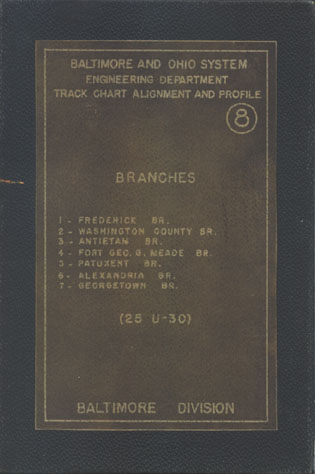 BALTIMORE AND OHIO SYSTEM
ENGINEERING DEPARTMENT
TRACK CHART ALIGNMENT AND PROFILE
8
BRANCHES
1 - FREDERICK BR.
2 - WASHINGTON COUNTY BR.
3 - ANTIETAM BR.
4 - FORT GEO. G. MEADE BR.
5 - PATUXENT BR.
6 - ALEXANDRIA BR.
7 - GEORGETOWN BR.
(25 U-30)
BALTIMORE DIVISION